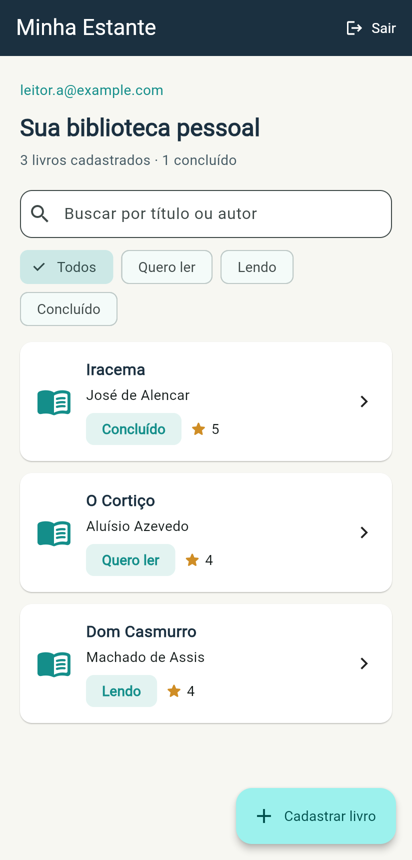 Minha Estante
Sair
leitor.a@example.com
Sua biblioteca pessoal
3 livros cadastrados · 1 concluído
Buscar por título ou autor
Todos
Quero ler
Lendo
Concluído
Iracema
José de Alencar
Concluído
5
O Cortiço
Aluísio Azevedo
Quero ler
4
Dom Casmurro
Machado de Assis
Lendo
4
Cadastrar livro